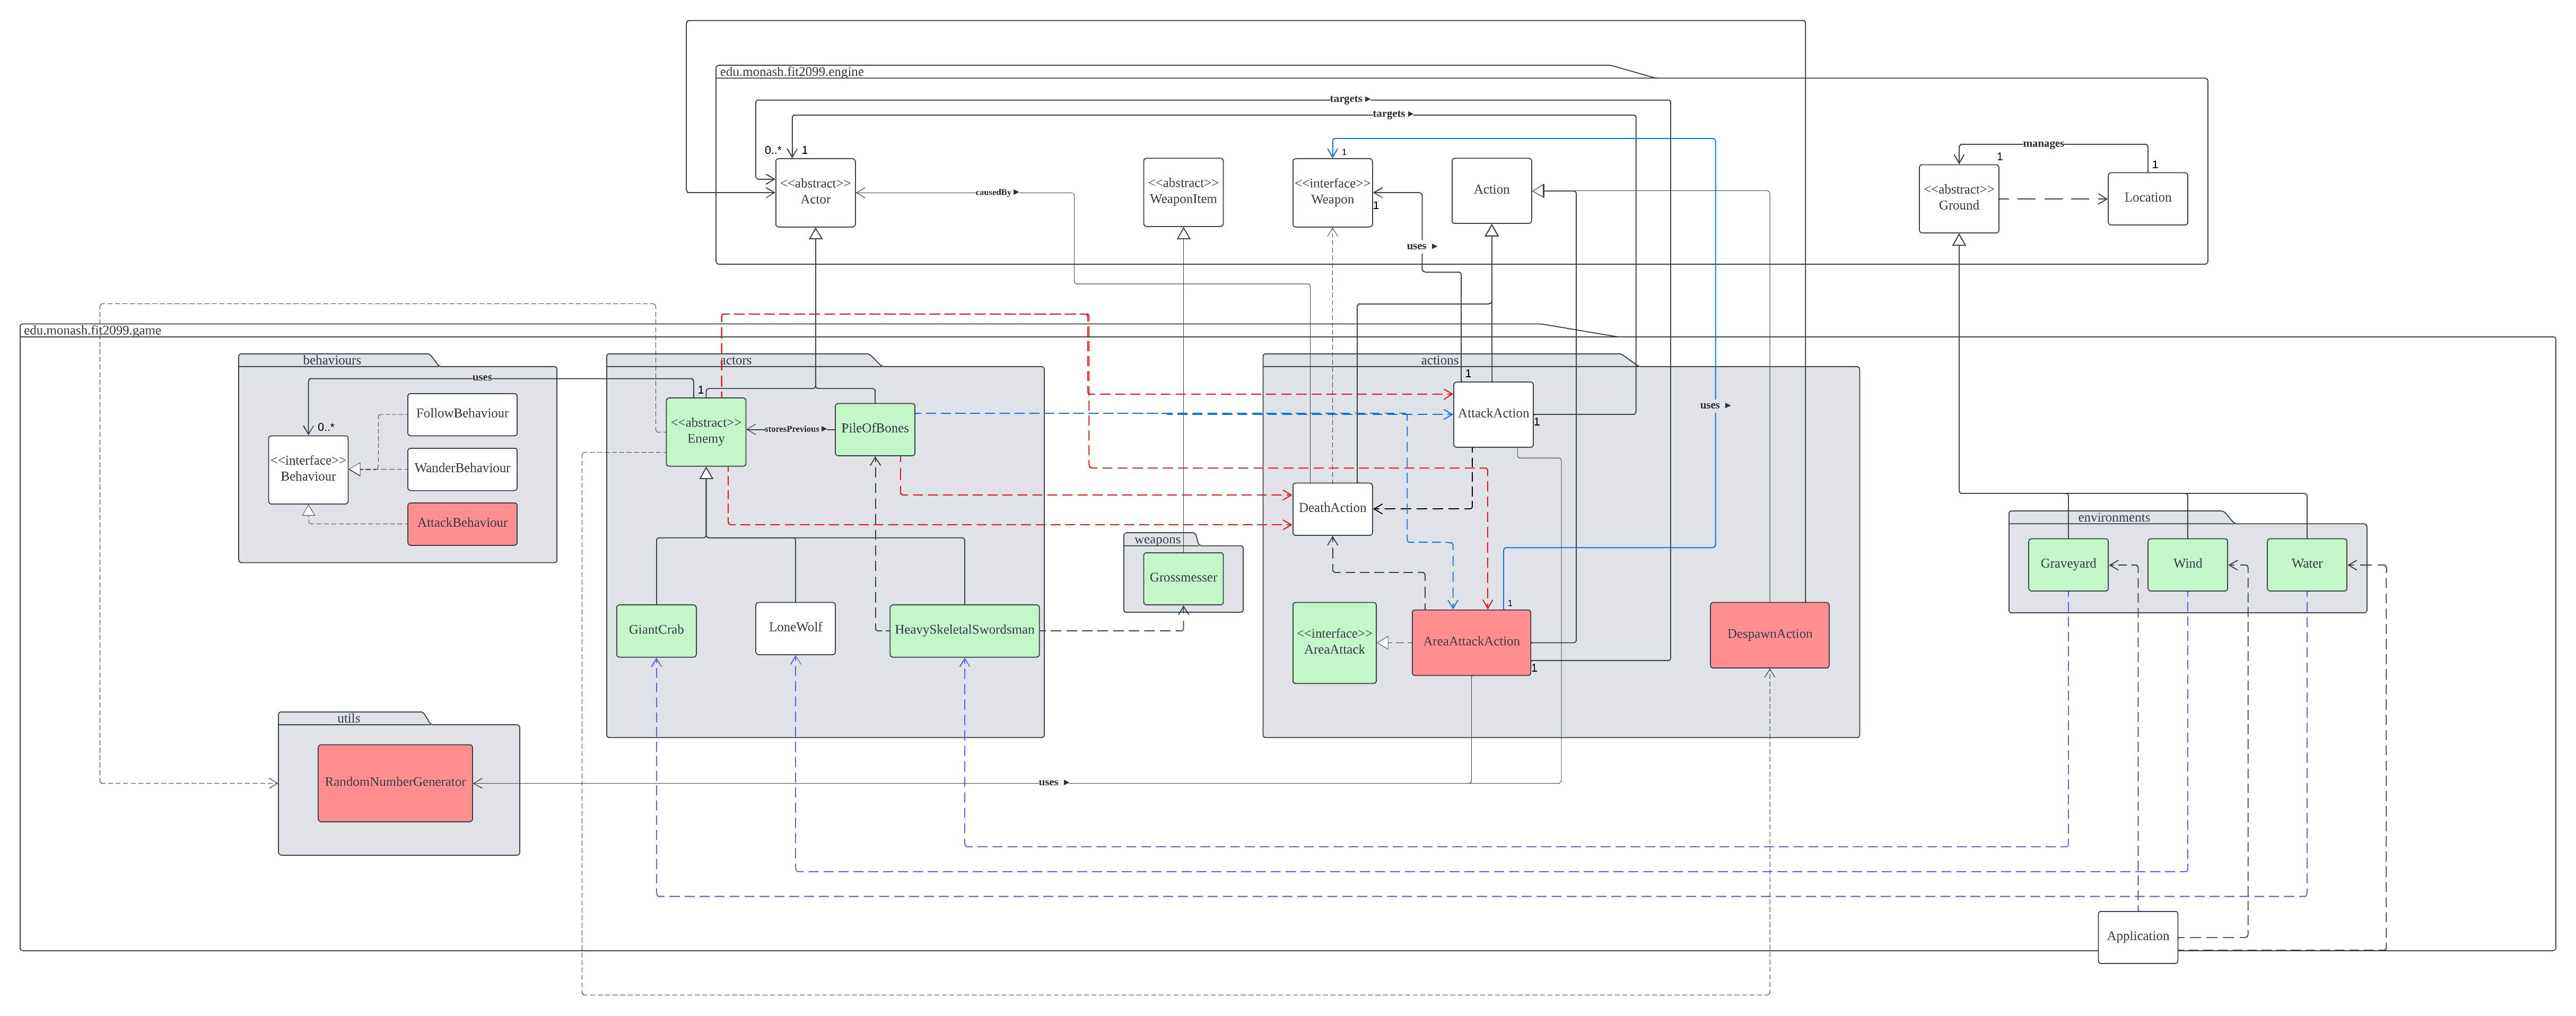 edu.monash.fit2099.engine
targets ▶
targets ▶
0..*
1
<<abstract>>
Actor
causedBy ▶
<<abstract>>
WeaponItem
1
<<interface>>
Weapon
1
uses ▶
Action
manages
1
1
<<abstract>>
Ground
Location
edu.monash.fit2099.game
behaviours
uses
0..*
<<interface>>
Behaviour
FollowBehaviour
WanderBehaviour
AttackBehaviour
actors
1
<<abstract>>
Enemy
storesPrevious ▶
PileOfBones
GiantCrab
LoneWolf
HeavySkeletalSwordsman
weapons
Grossmesser
actions
1
AttackAction
1
uses ▶
DeathAction
<<interface>>
AreaAttack
1
AreaAttackAction
1
DespawnAction
environments
Graveyard
Wind
Water
utils
RandomNumberGenerator
uses ▶
Application